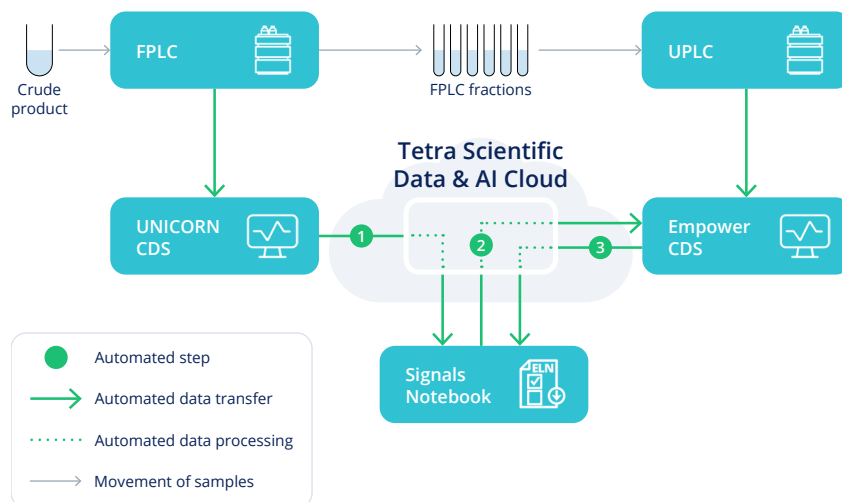 FPLC
UPLC
Crude
product
FPLC fractions
Tetra Scientific
Data & AI Cloud
UNICORN
CDS
1
2
3
Empower
CDS
Signals
Notebook
ELN
Automated step
Automated data transfer
Automated data processing
Movement of samples